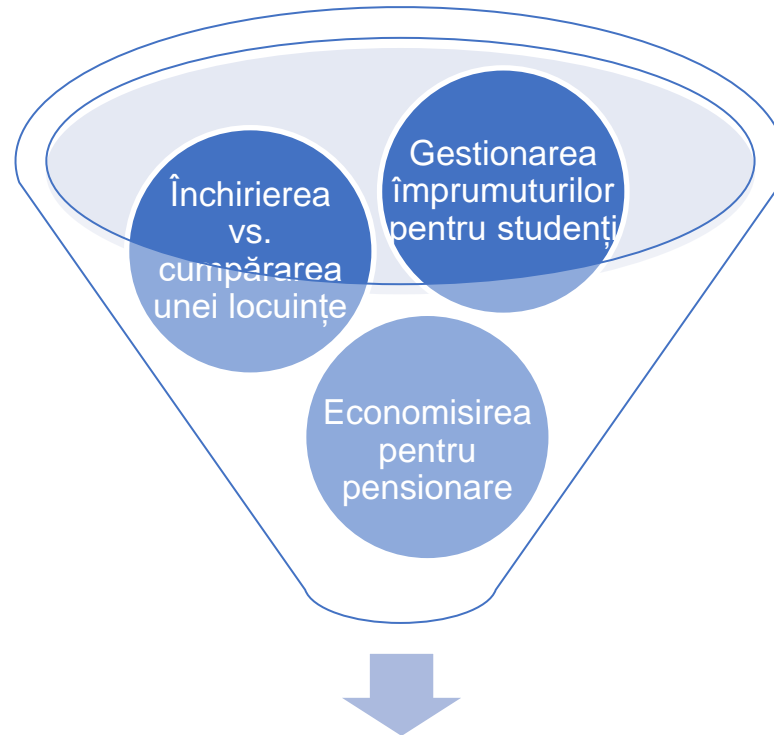 Închirierea
vs.
cumpărarea
unei locuințe
Gestionarea
împrumuturilor
pentru studenți
Economisirea
pentru
pensionare